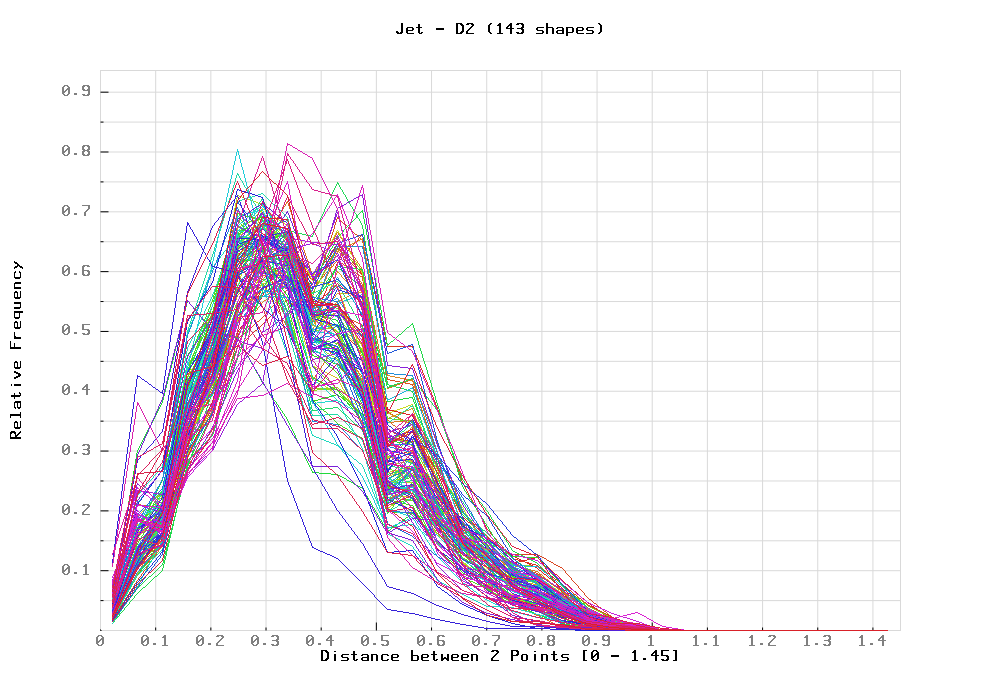 Jet - D2 (143 shapes)
0.9
0.8
0.7
0.6
0.5
0.4
0.3
0.2
0.1
Relative Frequency
0 0.1 0.2 0.3 0.4 0.5 0.6 0.7 0.8 0.9 1 1.1 1.2 1.3 1.4
Distance between 2 Points [0 - 1.45]